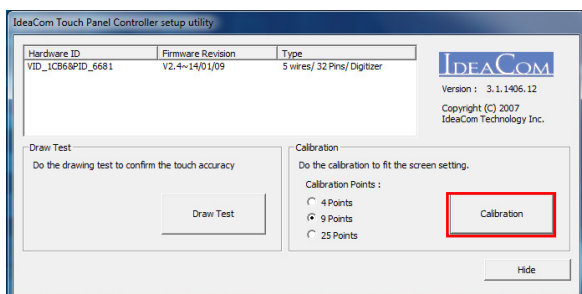 IdeaCom Touch Panel Controller setup utility
Hardware ID Firmware Revision Type
VID_1CB6&PID_6681 V2.4~14/01/09 5 wires/ 32 Pins/ Digitizer
IDEACOM
Version : 3.1.1406.12
Copyright (C) 2007
IdeaCom Technology Inc.
Draw Test
Do the drawing test to confirm the touch accuracy
Draw Test
Calibration
Do the calibration to fit the screen setting.
Calibration Points :
4 Points
9 Points
25 Points
Calibration
Hide